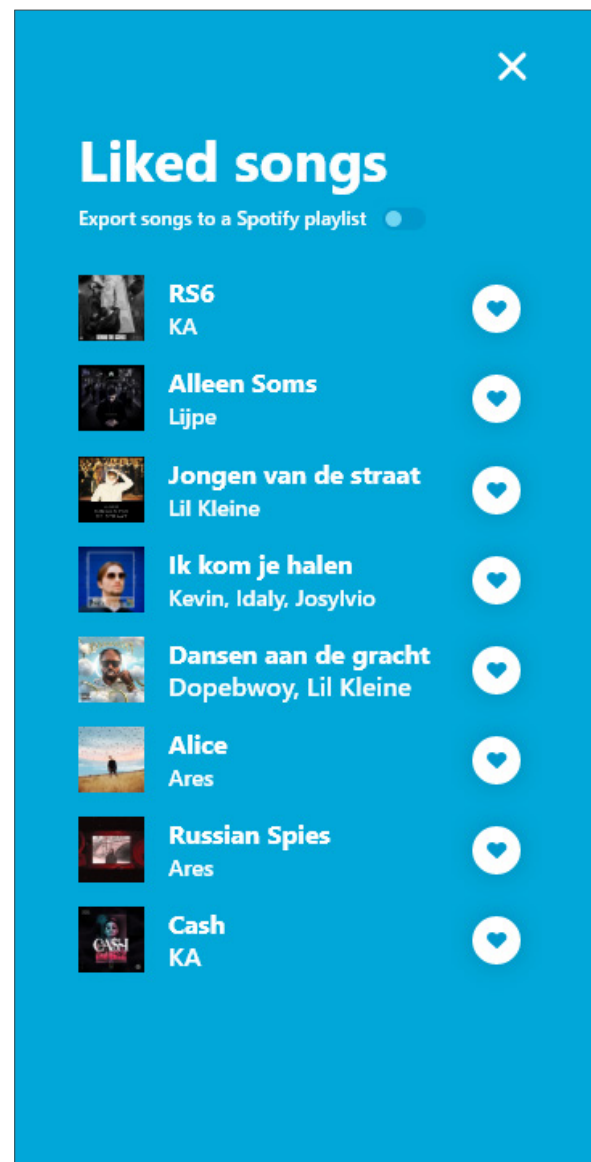 Liked songs
Export songs to a Spotify playlist
RS6
KA
Alleen Soms
Lijpe
Jongen van de straat
Lil Kleine
Ik kom je halen
Kevin, Idaly, Josylvio
Dansen aan de gracht
Dopebwoy, Lil Kleine
Alice
Ares
Russian Spies
Ares
CASH
Cash
KA